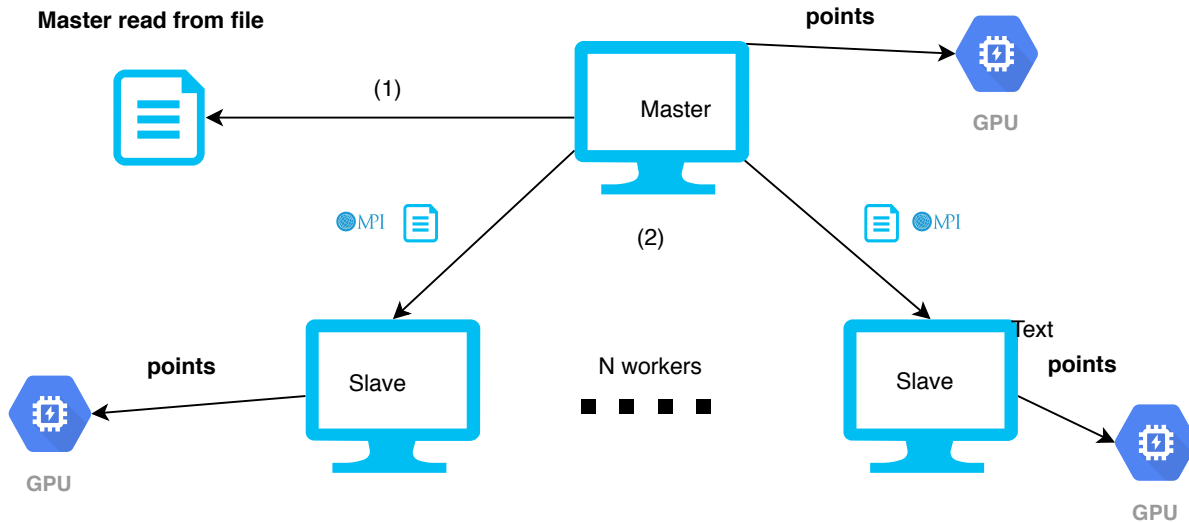 Master read from file
points
(1)
Master
GPU
MPI
(2)
MPI
Text
points
N workers
points
Slave
Slave
GPU
GPU